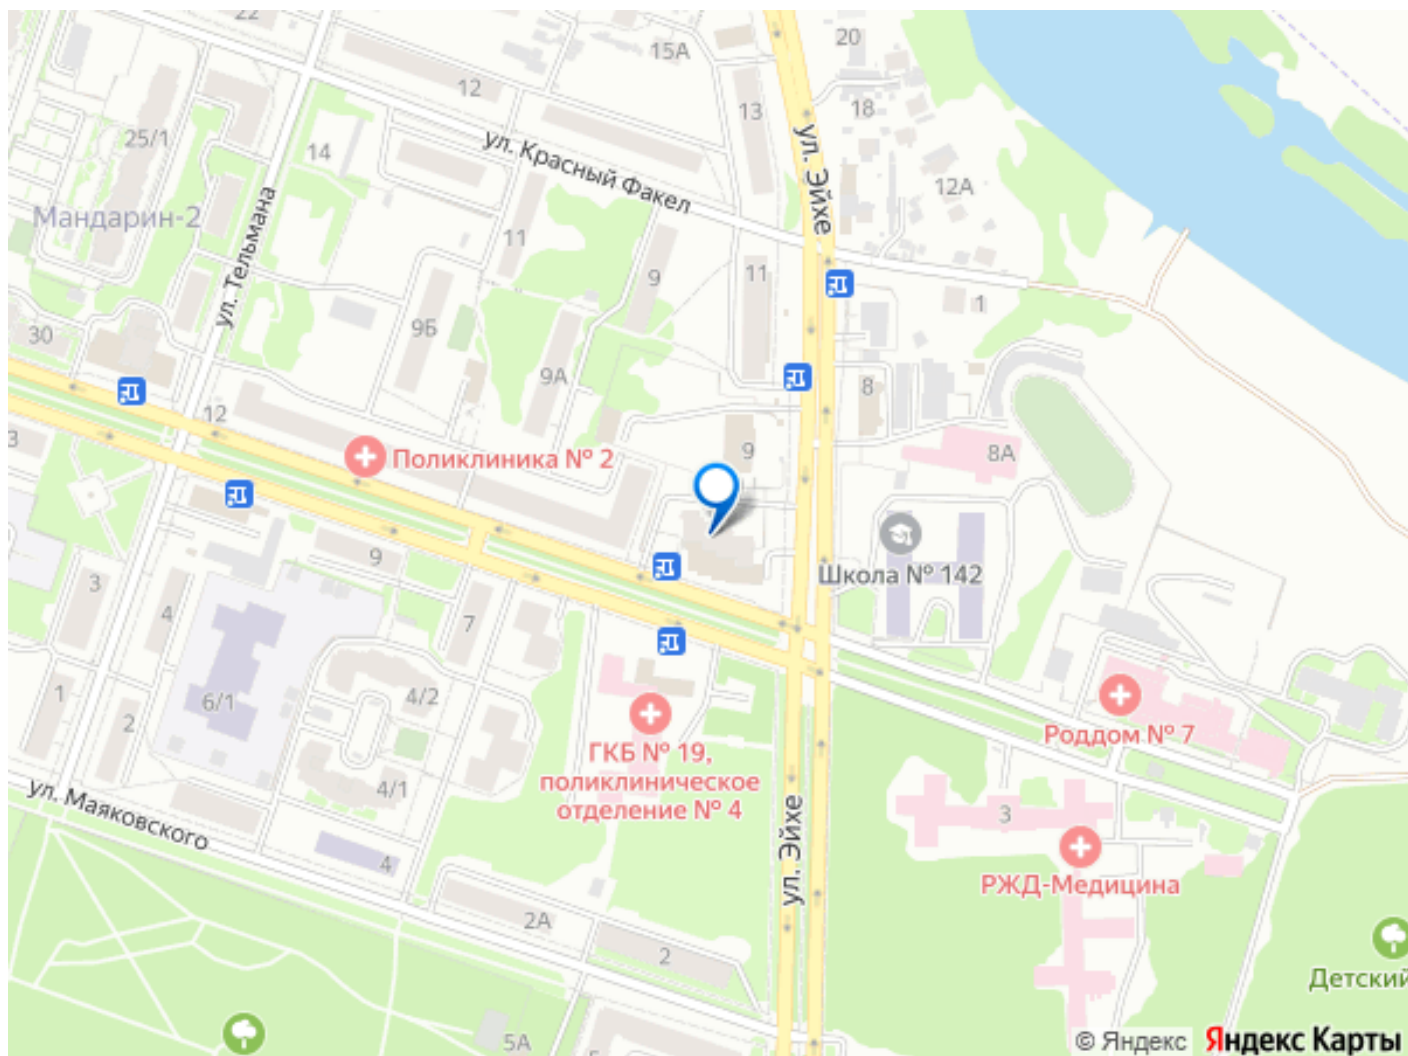 22
15А
20
12
13
18
25/1
14
ул. Красный Факел
ул. Эйхе
12А
Мандарин-2
ул. Тельмана
11
9
11
1
30
9Б
9А
8
12
3
Поликлиника № 2
9
8А
9
Школа № 142
3
4
7
1
2
6/1
4/2
4/1
ГКБ № 19,
поликлиническое
отделение № 4
Роддом № 7
ул. Маяковского
4
ул. Эйхе
3
РЖД-Медицина
2А
2
Детский
5А
© Яндекс Яндекс Карты